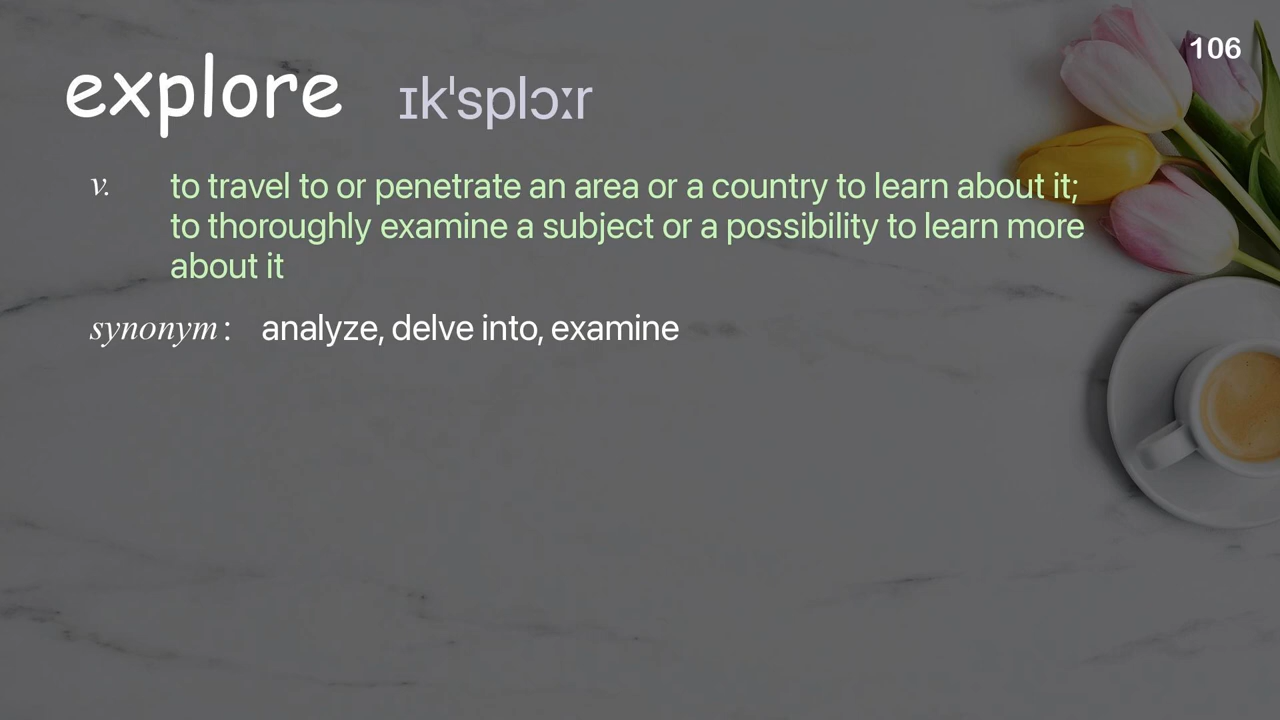 106
explore ɪkˈsplɔːr
v. to travel to or penetrate an area or a country to learn about it;
to thoroughly examine a subject or a possibility to learn more
about it
synonym: analyze, delve into, examine